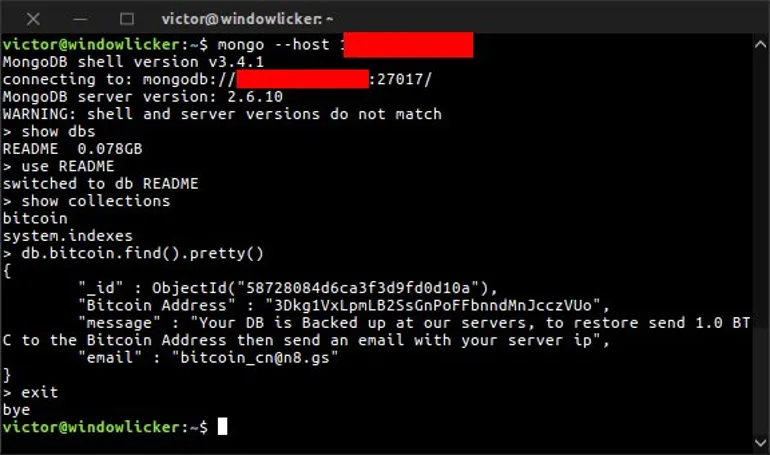 victor@windowlicker: ~
victor@windowlicker:~$ mongo --host 1
MongoDB shell version v3.4.1
connecting to: mongodb:// :27017/
MongoDB server version: 2.6.10
WARNING: shell and server versions do not match
> show dbs
README 0.078GB
> use README
switched to db README
> show collections
bitcoin
system.indexes
> db.bitcoin.find().pretty()
{
"_id" : ObjectId("58728084d6ca3f3d9fd0d10a"),
"Bitcoin Address" : "3Dkg1VxLpmLB2SsGnPoFFbnndMnJcczVUo",
"message" : "Your DB is Backed up at our servers, to restore send 1.0 BT
C to the Bitcoin Address then send an email with your server ip",
"email" : "bitcoin_cn@n8.gs"
}
> exit
bye
victor@windowlicker:~$